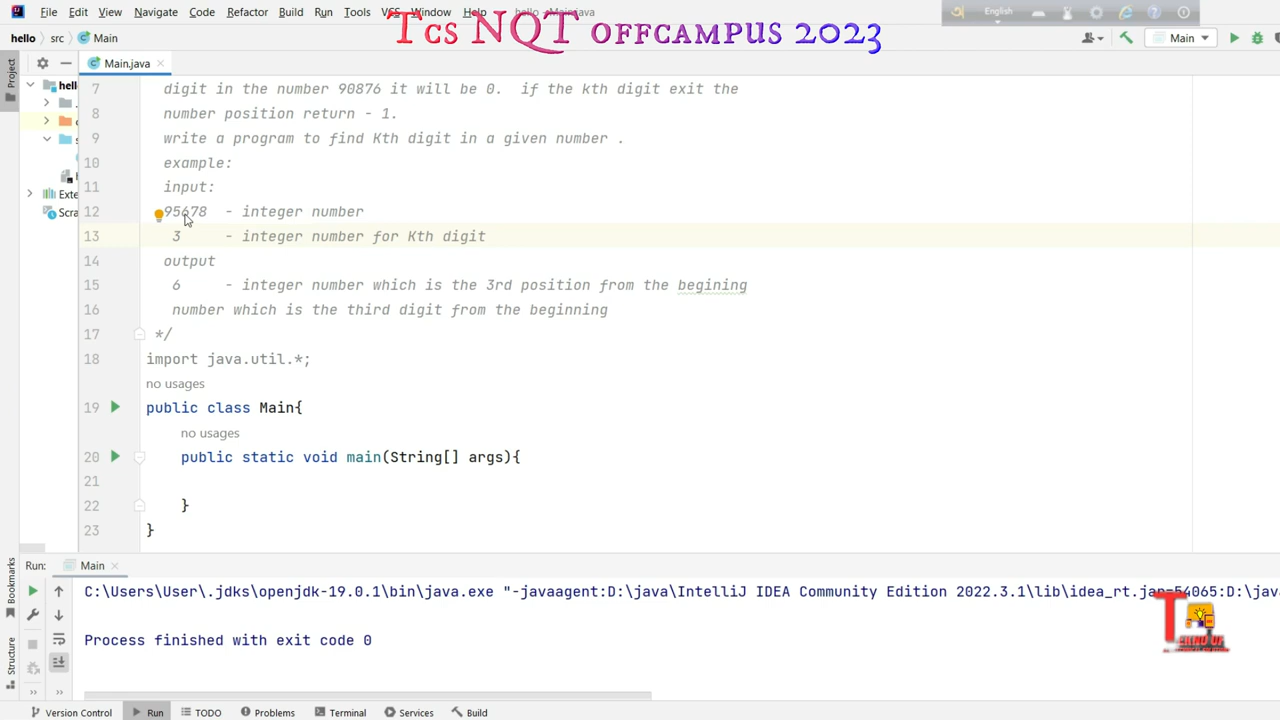 File Edit View Navigate Code Refactor Build Run Tools VCS Window Help hello - Main.java
English
Tcs NQT OFFCAMPUS 2023
hello src Main
Main
Project
Main.java
7 digit in the number 90876 it will be 0. if the kth digit exit the
8 number position return - 1.
9 write a program to find Kth digit in a given number .
10 example:
11 input:
12 95678 - integer number
13 3 - integer number for Kth digit
14 output
15 6 - integer number which is the 3rd position from the begining
16 number which is the third digit from the beginning
17 */
18 import java.util.*;
no usages
19 public class Main{
no usages
20 public static void main(String[] args){
21
22 }
23 }
hello
Exte
Scra
Run: Main
C:\Users\User\.jdks\openjdk-19.0.1\bin\java.exe "-javaagent:D:\java\IntelliJ IDEA Community Edition 2022.3.1\lib\idea_rt.jar=54065:D:\java
Process finished with exit code 0
Bookmarks
Structure
Version Control Run TODO Problems Terminal Services Build